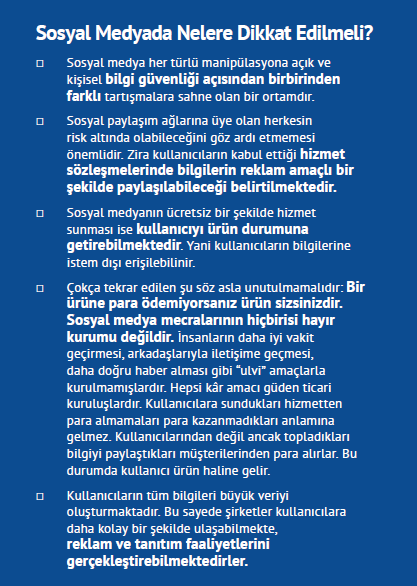 Sosyal Medyada Nelere Dikkat Edilmeli?
Sosyal medya her türlü manipülasyona açık ve
kişisel bilgi güvenliği açısından birbirinden
farklı tartışmalara sahne olan bir ortamdır.
Sosyal paylaşım ağlarına üye olan herkesin
risk altında olabileceğini göz ardı etmemesi
önemlidir. Zira kullanıcıların kabul ettiği hizmet
sözleşmelerinde bilgilerin reklam amaçlı bir
şekilde paylaşılabileceği belirtilmektedir.
Sosyal medyanın ücretsiz bir şekilde hizmet
sunması ise kullanıcıyı ürün durumuna
getirebilmektedir. Yani kullanıcıların bilgilerine
istem dışı erişilebilinir.
Çokça tekrar edilen şu söz asla unutulmamalıdır: Bir
ürüne para ödemiyorsanız ürün sizsinizdir.
Sosyal medya mecralarının hiçbirisi hayır
kurumu değildir. İnsanların daha iyi vakit
geçirmesi, arkadaşlarıyla iletişime geçmesi,
daha doğru haber alması gibi “ulvi” amaçlarla
kurulmamışlardır. Hepsi kâr amacı güden ticari
kuruluşlardır. Kullanıcılara sundukları hizmetten
para almamaları para kazanmadıkları anlamına
gelmez. Kullanıcılarından değil ancak topladıkları
bilgiyi paylaştıkları müşterilerinden para alırlar. Bu
durumda kullanıcı ürün haline gelir.
Kullanıcıların tüm bilgileri büyük veriyi
oluşturmaktadır. Bu sayede şirketler kullanıcılara
daha kolay bir şekilde ulaşabilmekte,
reklam ve tanıtım faaliyetlerini
gerçekleştirebilmektedirler.